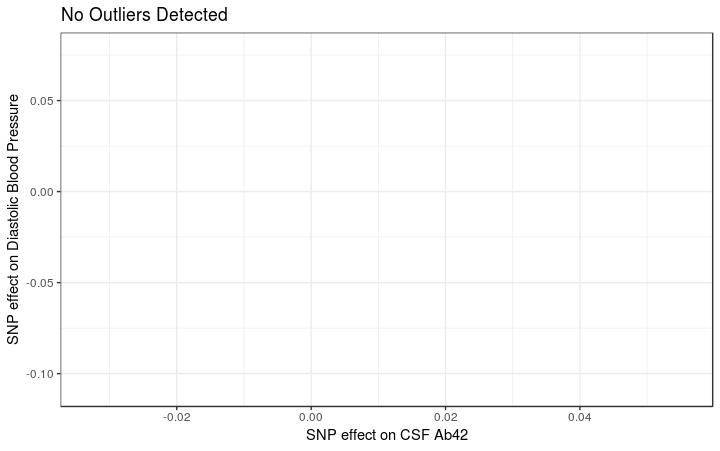 No Outliers Detected
SNP effect on Diastolic Blood Pressure
0.05
0.00
-0.05
-0.10
-0.02
0.00
0.02
0.04
SNP effect on CSF Ab42